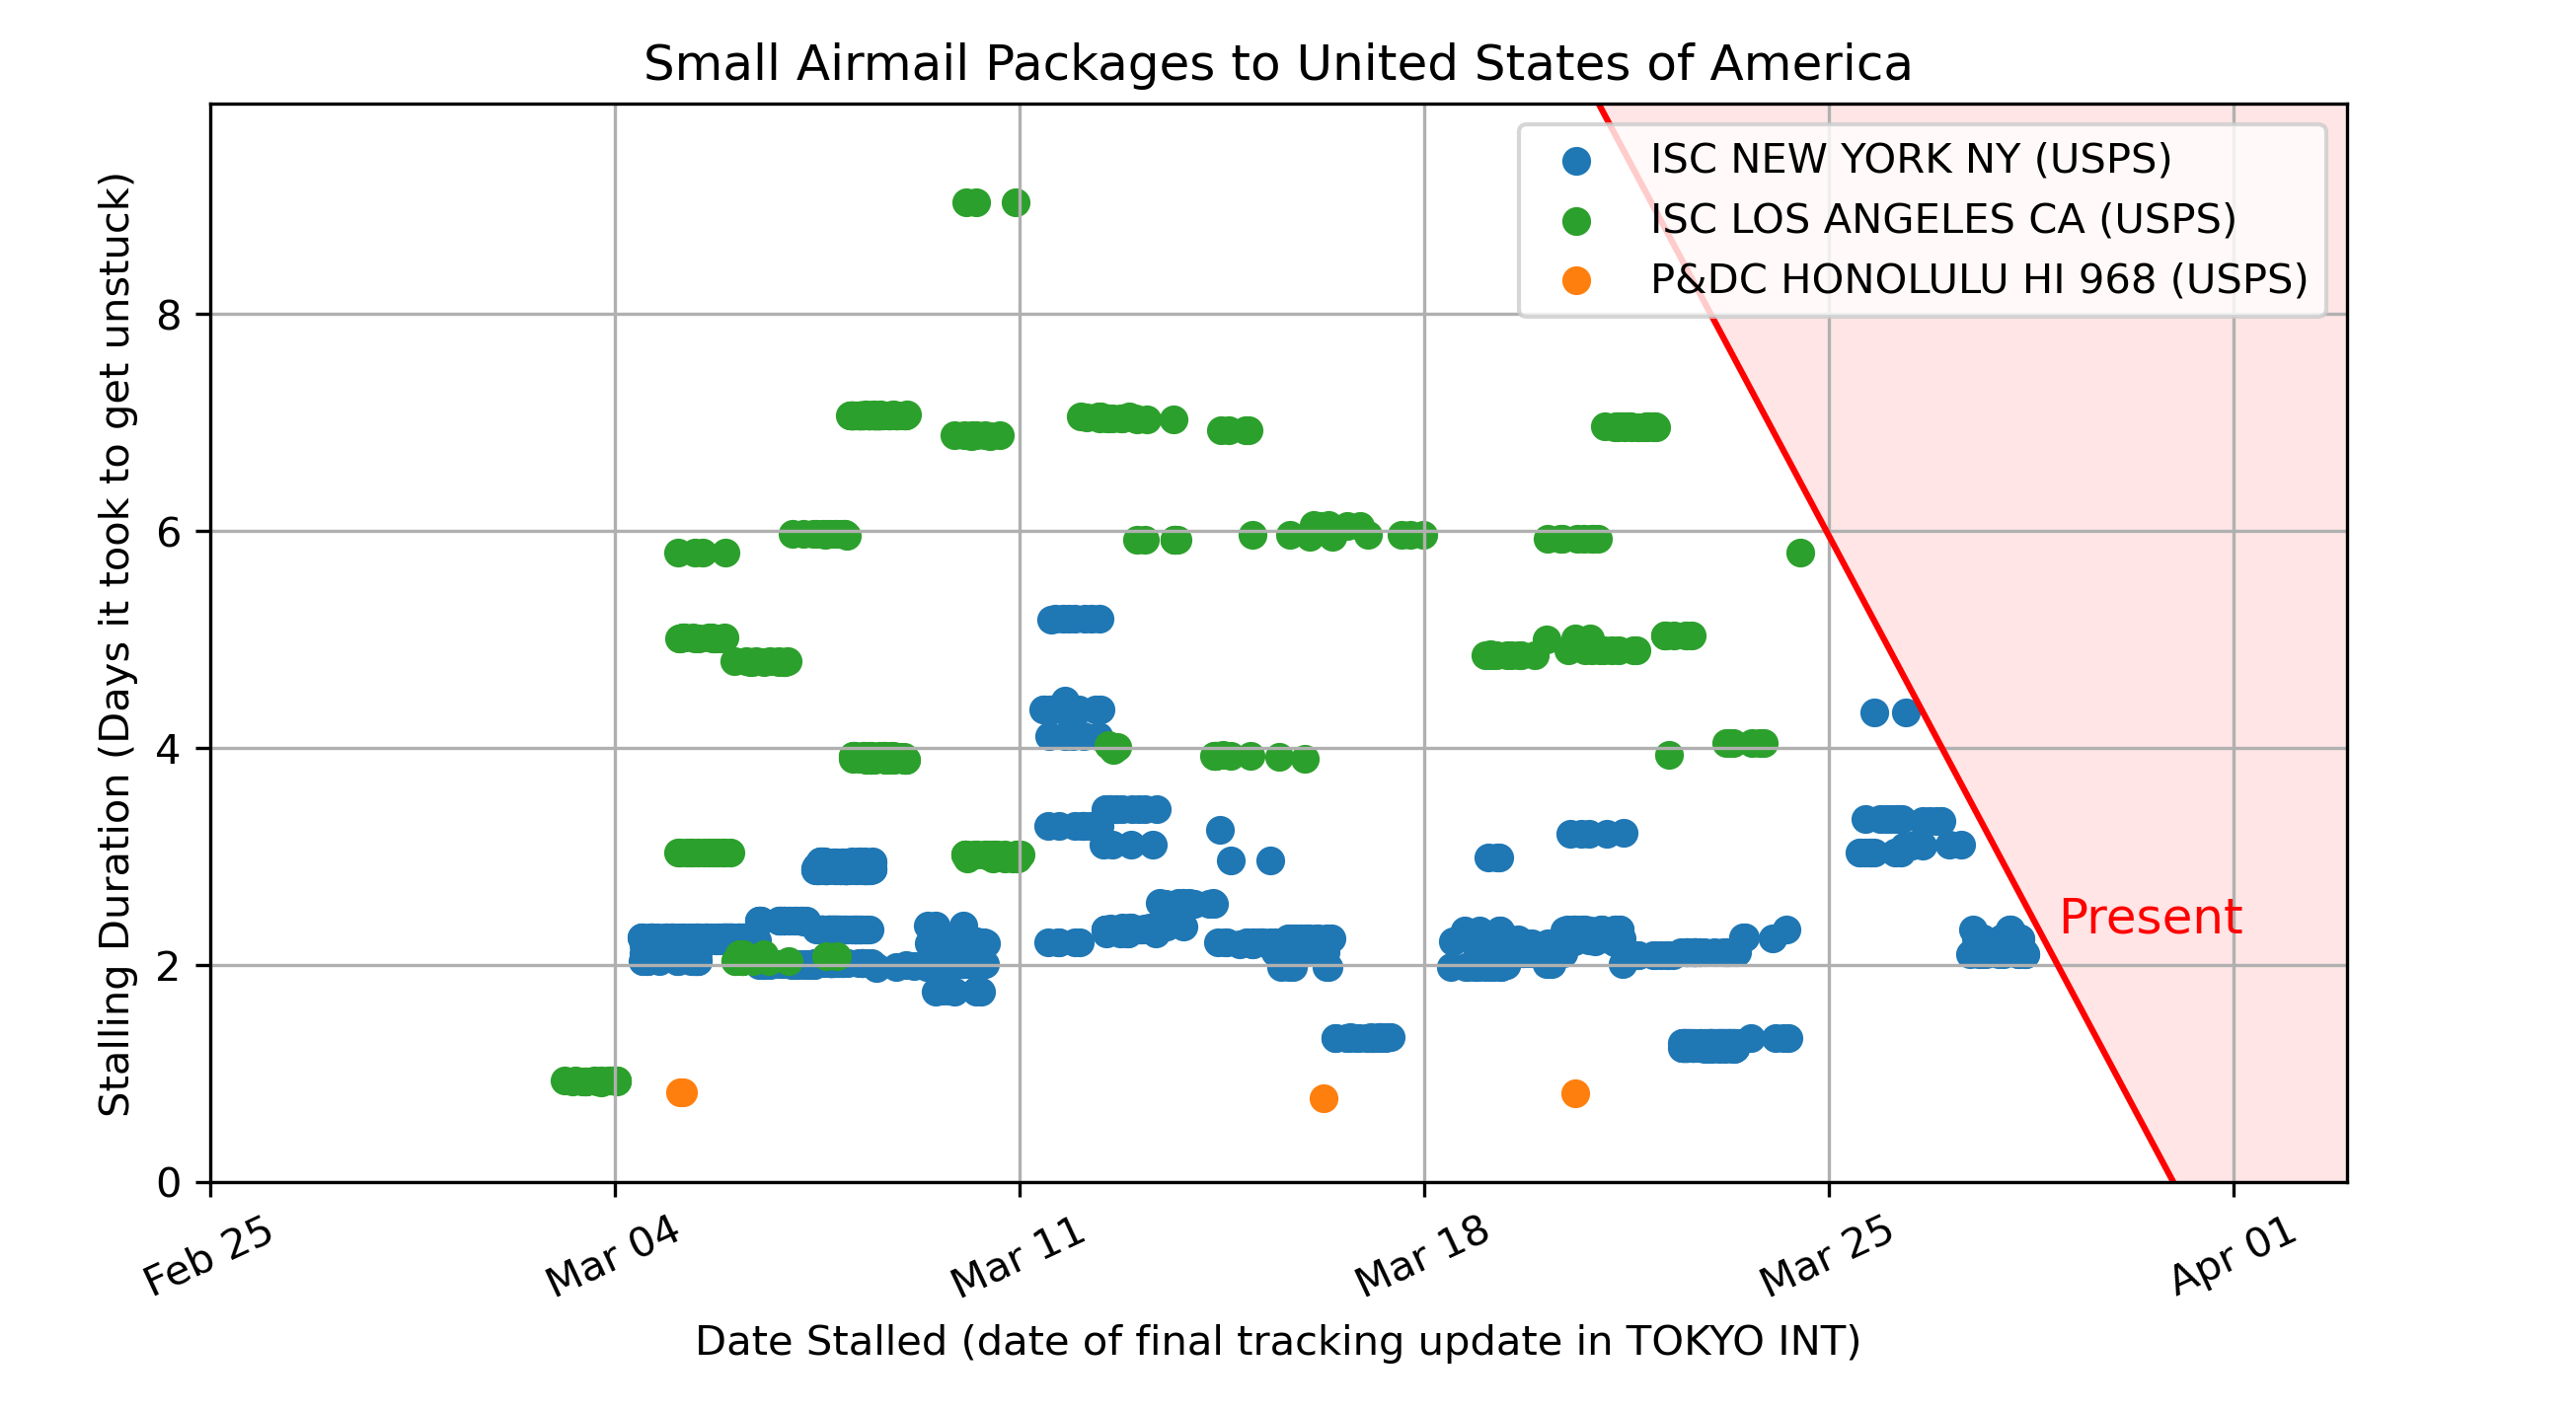 Small Airmail Packages to United States of America
ISC NEW YORK NY (USPS)
ISC LOS ANGELES CA (USPS)
P&DC HONOLULU HI 968 (USPS)
Stalling Duration (Days it took to get unstuck)
8
6
4
2
0
Present
Feb 25
Mar 04
Mar 11
Mar 18
Mar 25
Apr 01
Date Stalled (date of final tracking update in TOKYO INT)